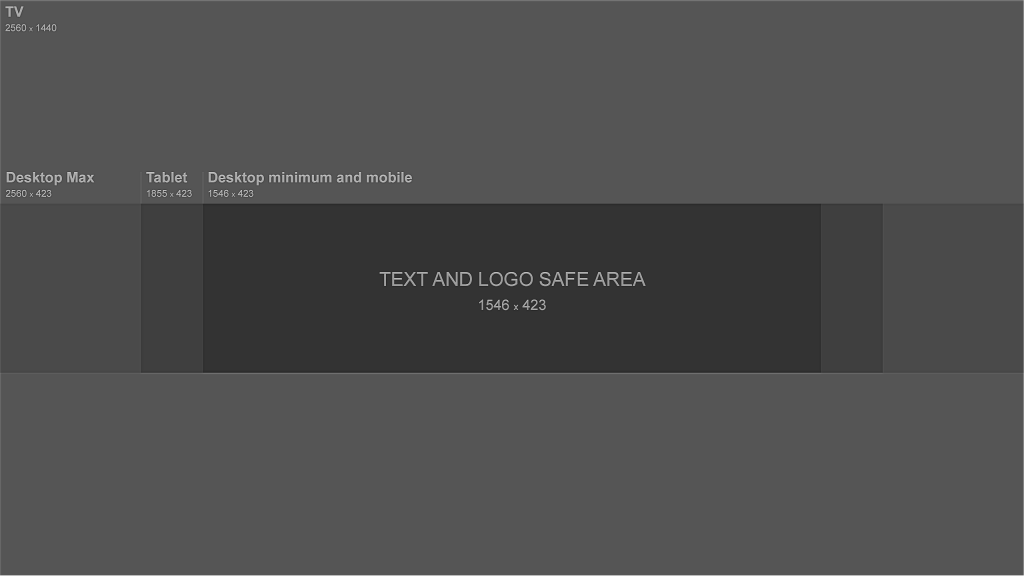 TV
2560 x 1440
Desktop Max
2560 x 423
Tablet
1855 x 423
Desktop minimum and mobile
1546 x 423
TEXT AND LOGO SAFE AREA
1546 x 423